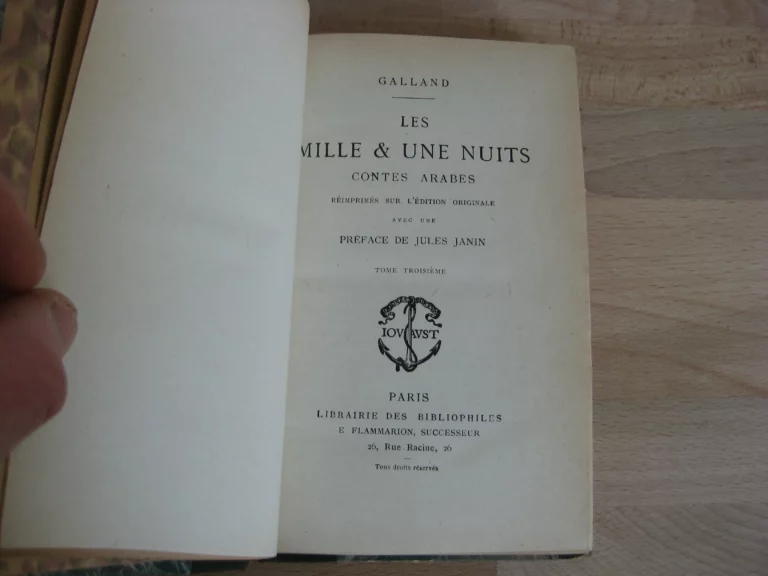 GALLAND
LES
MILLE & UNE NUITS
CONTES ARABES
RÉIMPRIMÉS SUR L'ÉDITION ORIGINALE
AVEC UNE
PRÉFACE DE JULES JANIN
TOME TROISIÈME
IOVAVST
PARIS
LIBRAIRIE DES BIBLIOPHILES
E FLAMMARION, SUCCESSEUR
26, Rue Racine, 26
Tous droits réservés